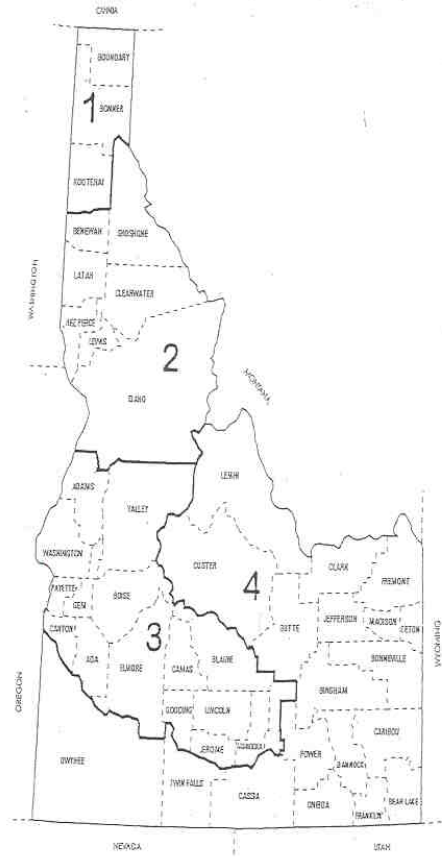 CANADA
BOUNDARY
1
BONNER
KOOTENAI
BENEWAH
SHOSHONE
WASHINGTON
LATAH
CLEARWATER
NEZ PERCE
LEWIS
2
IDAHO
MONTANA
LEMHI
ADAMS
VALLEY
WASHINGTON
CUSTER
4
CLARK
FREMONT
PAYETTE
GEM
BOISE
BUTTE
JEFFERSON
MADISON
TETON
CANYON
3
BLAINE
BONNEVILLE
WYOMING
ADA
ELMORE
CAMAS
BINGHAM
OREGON
GOODING
LINCOLN
CARIBOU
JEROME
MINIDOKA
POWER
BANNOCK
OWYHEE
TWIN FALLS
CASSIA
ONEIDA
FRANKLIN
BEAR LAKE
NEVADA
UTAH